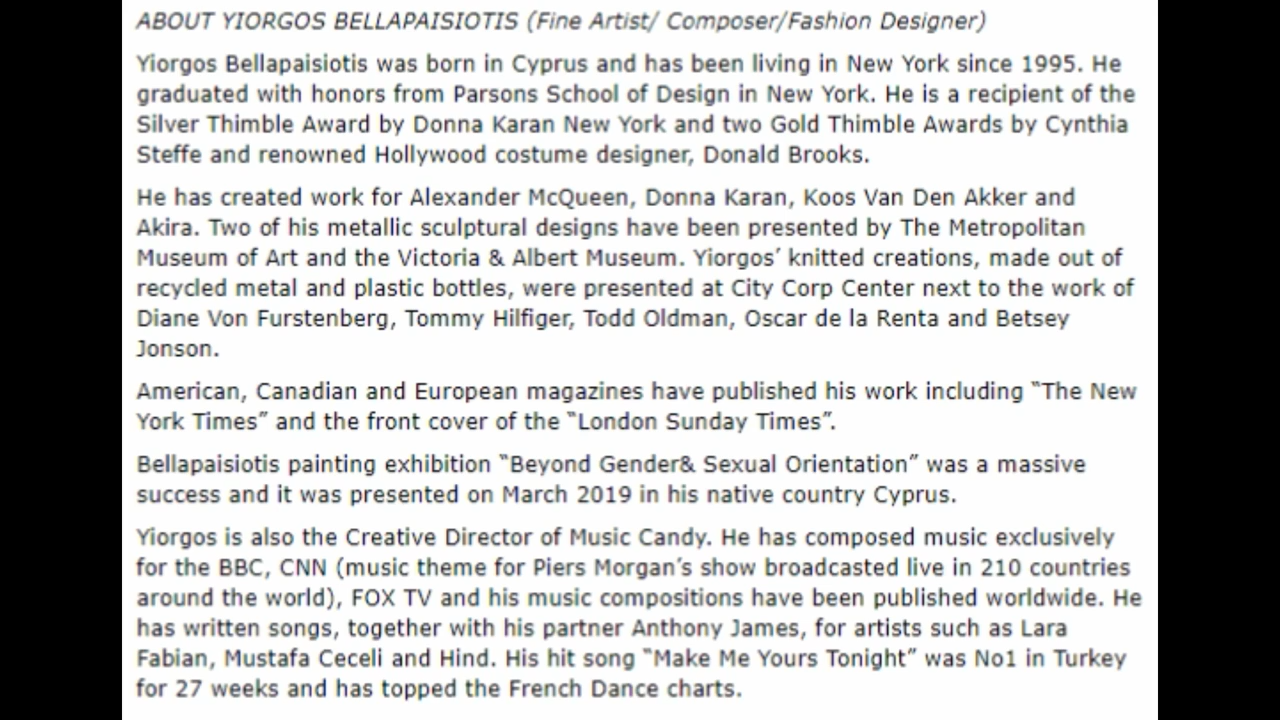 ABOUT YIORGOS BELLAPAISIOTIS (Fine Artist/ Composer/Fashion Designer)
Yiorgos Bellapaisiotis was born in Cyprus and has been living in New York since 1995. He
graduated with honors from Parsons School of Design in New York. He is a recipient of the
Silver Thimble Award by Donna Karan New York and two Gold Thimble Awards by Cynthia
Steffe and renowned Hollywood costume designer, Donald Brooks.
He has created work for Alexander McQueen, Donna Karan, Koos Van Den Akker and
Akira. Two of his metallic sculptural designs have been presented by The Metropolitan
Museum of Art and the Victoria & Albert Museum. Yiorgos’ knitted creations, made out of
recycled metal and plastic bottles, were presented at City Corp Center next to the work of
Diane Von Furstenberg, Tommy Hilfiger, Todd Oldman, Oscar de la Renta and Betsey
Jonson.
American, Canadian and European magazines have published his work including “The New
York Times” and the front cover of the “London Sunday Times”.
Bellapaisiotis painting exhibition “Beyond Gender& Sexual Orientation” was a massive
success and it was presented on March 2019 in his native country Cyprus.
Yiorgos is also the Creative Director of Music Candy. He has composed music exclusively
for the BBC, CNN (music theme for Piers Morgan’s show broadcasted live in 210 countries
around the world), FOX TV and his music compositions have been published worldwide. He
has written songs, together with his partner Anthony James, for artists such as Lara
Fabian, Mustafa Ceceli and Hind. His hit song “Make Me Yours Tonight” was No1 in Turkey
for 27 weeks and has topped the French Dance charts.